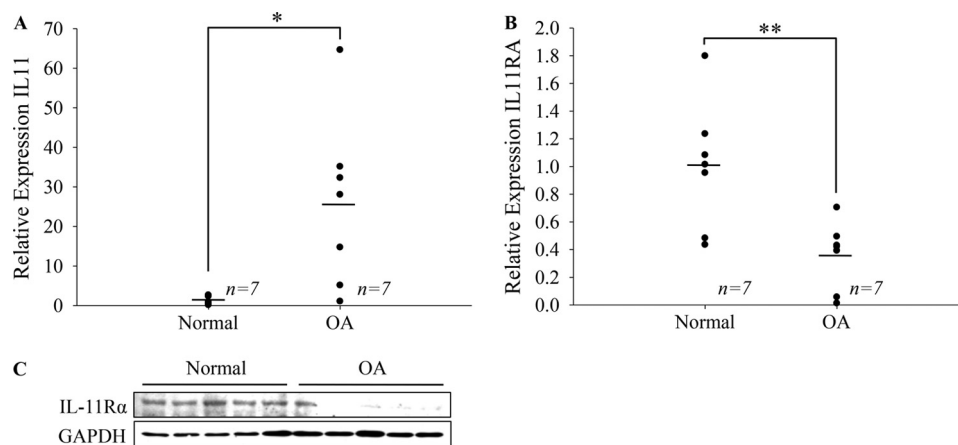 A
Relative Expression IL11
70
60
50
40
30
20
10
0
*
n=7
n=7
Normal
OA
B
Relative Expression IL11RA
2.0
1.8
1.6
1.4
1.2
1.0
0.8
0.6
0.4
0.2
0.0
**
n=7
n=7
Normal
OA
C
Normal
OA
IL-11Rα
GAPDH